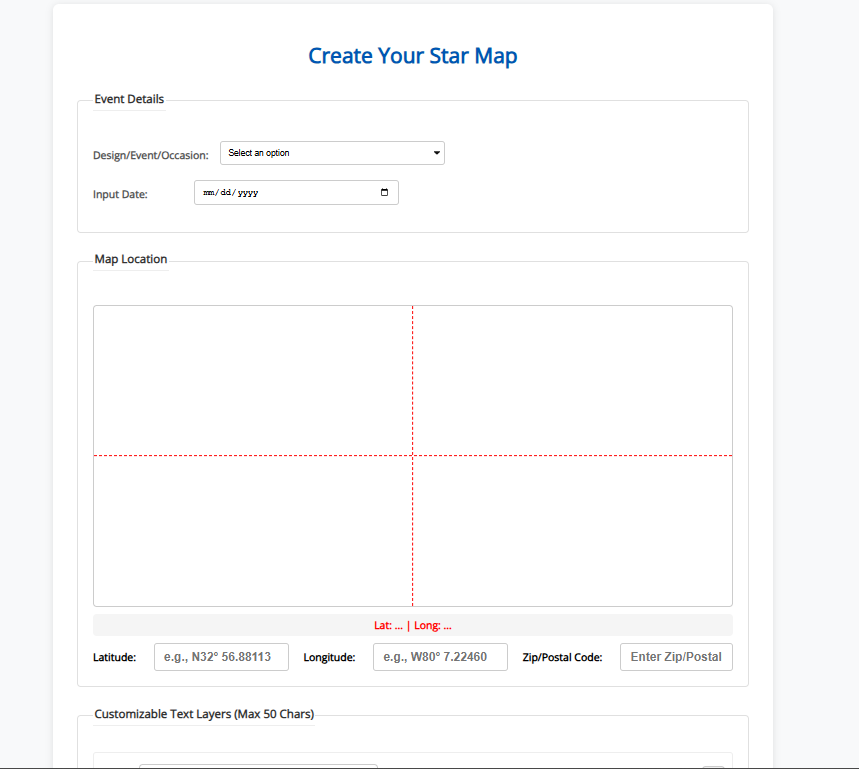 Create Your Star Map
Event Details
Design/Event/Occasion: Select an option
Input Date: mm/dd/yyyy
Map Location
Lat: ... | Long: ...
Latitude: e.g., N32° 56.88113 Longitude: e.g., W80° 7.22460 Zip/Postal Code: Enter Zip/Postal
Customizable Text Layers (Max 50 Chars)